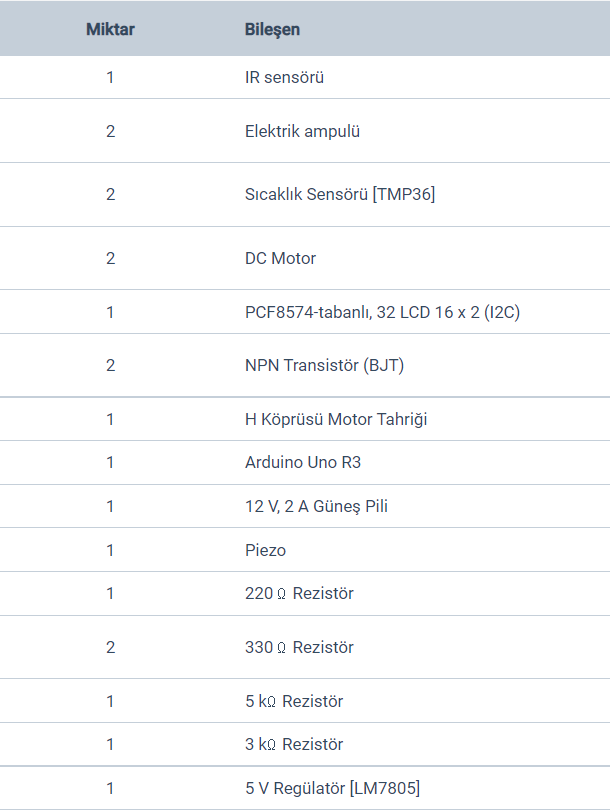 Miktar Bileşen
1 IR sensörü
2 Elektrik ampulü
2 Sıcaklık Sensörü [TMP36]
2 DC Motor
1 PCF8574-tabanlı, 32 LCD 16 x 2 (I2C)
2 NPN Transistör (BJT)
1 H Köprüsü Motor Tahriği
1 Arduino Uno R3
1 12 V, 2 A Güneş Pili
1 Piezo
1 220 Ω Rezistör
2 330 Ω Rezistör
1 5 kΩ Rezistör
1 3 kΩ Rezistör
1 5 V Regülatör [LM7805]